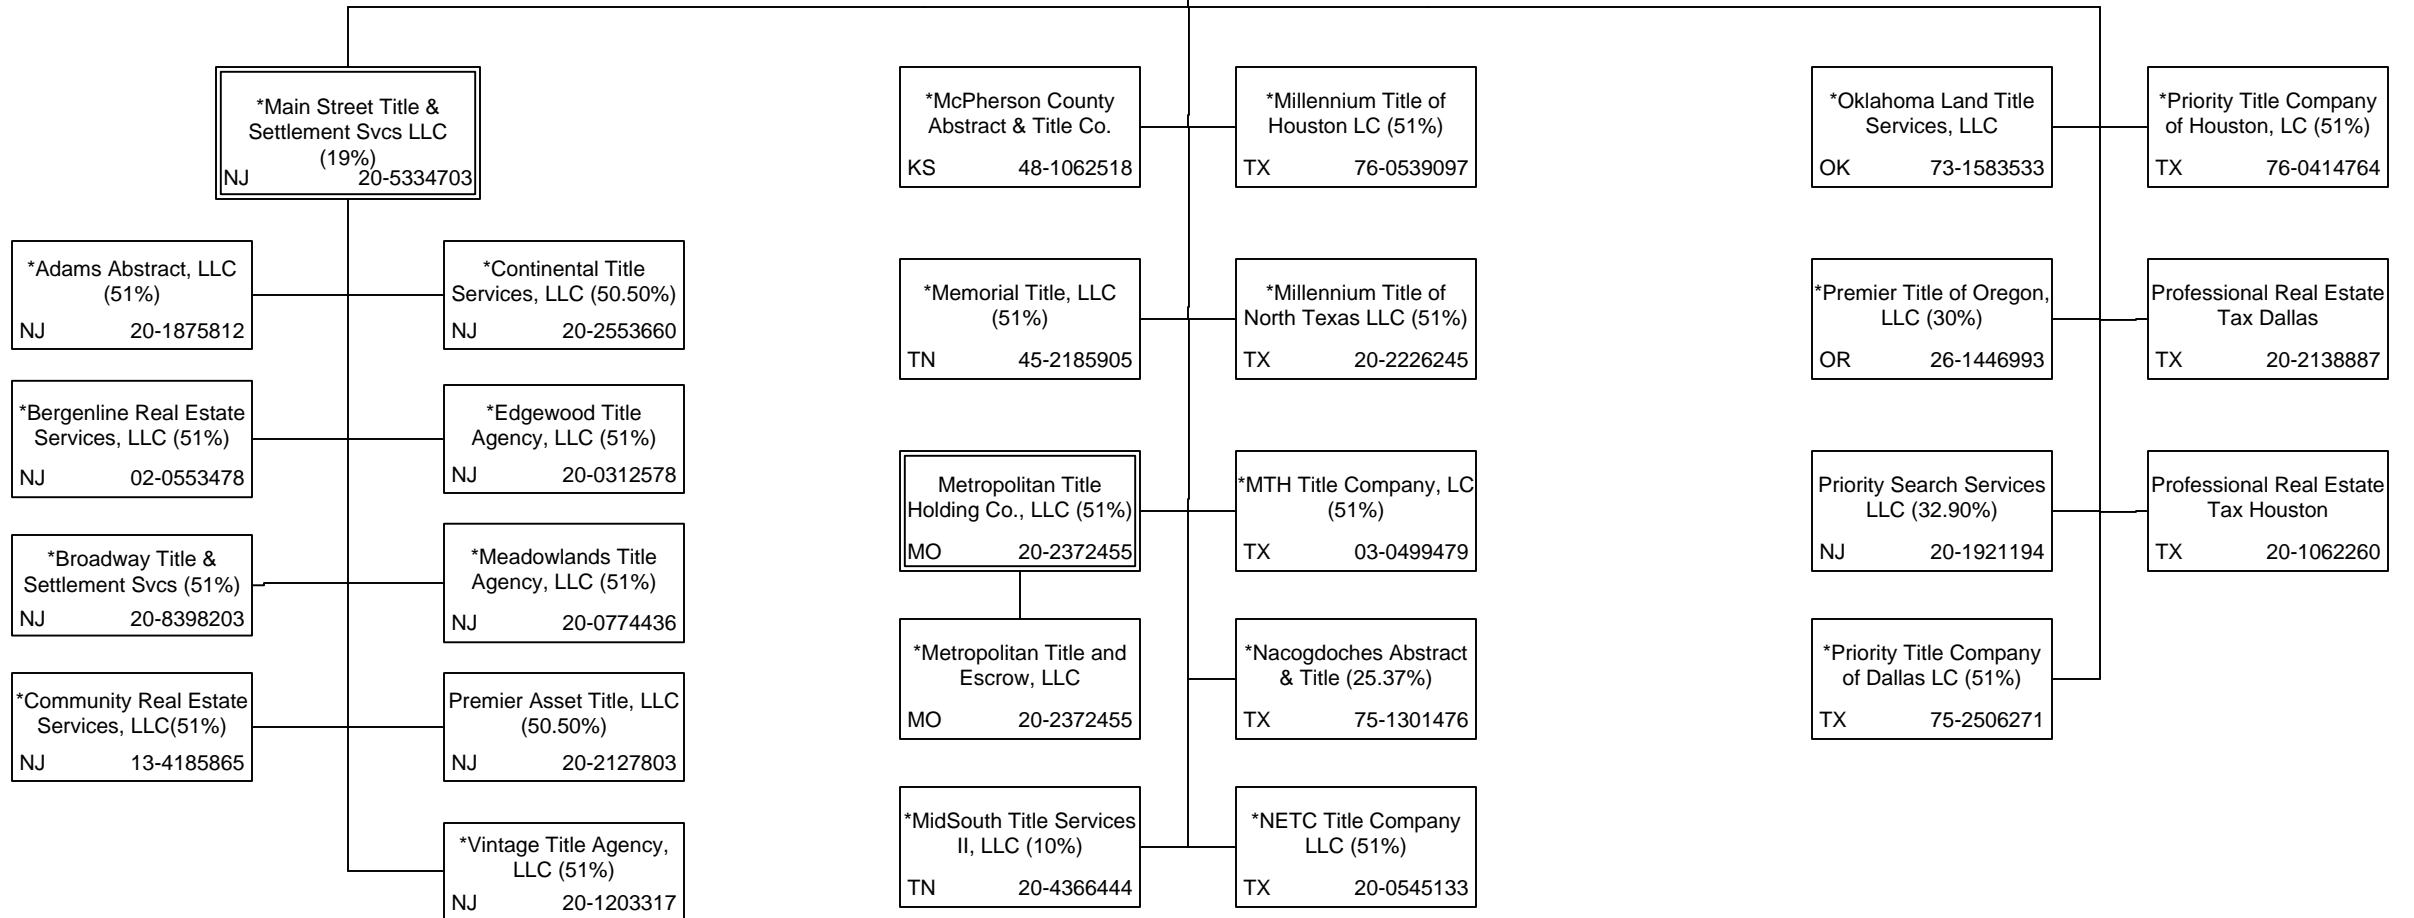 *Main Street Title &
Settlement Svcs LLC
(19%)
NJ 20-5334703
*Adams Abstract, LLC
(51%)
NJ 20-1875812
*Continental Title
Services, LLC (50.50%)
NJ 20-2553660
*Bergenline Real Estate
Services, LLC (51%)
NJ 02-0553478
*Edgewood Title
Agency, LLC (51%)
NJ 20-0312578
*Broadway Title &
Settlement Svcs (51%)
NJ 20-8398203
*Meadowlands Title
Agency, LLC (51%)
NJ 20-0774436
*Community Real Estate
Services, LLC(51%)
NJ 13-4185865
Premier Asset Title, LLC
(50.50%)
NJ 20-2127803
*Vintage Title Agency,
LLC (51%)
NJ 20-1203317
*McPherson County
Abstract & Title Co.
KS 48-1062518
*Millennium Title of
Houston LC (51%)
TX 76-0539097
*Memorial Title, LLC
(51%)
TN 45-2185905
*Millennium Title of
North Texas LLC (51%)
TX 20-2226245
Metropolitan Title
Holding Co., LLC (51%)
MO 20-2372455
*MTH Title Company, LC
(51%)
TX 03-0499479
*Metropolitan Title and
Escrow, LLC
MO 20-2372455
*Nacogdoches Abstract
& Title (25.37%)
TX 75-1301476
*MidSouth Title Services
II, LLC (10%)
TN 20-4366444
*NETC Title Company
LLC (51%)
TX 20-0545133
*Oklahoma Land Title
Services, LLC
OK 73-1583533
*Priority Title Company
of Houston, LC (51%)
TX 76-0414764
*Premier Title of Oregon,
LLC (30%)
OR 26-1446993
Professional Real Estate
Tax Dallas
TX 20-2138887
Priority Search Services
LLC (32.90%)
NJ 20-1921194
Professional Real Estate
Tax Houston
TX 20-1062260
*Priority Title Company
of Dallas LC (51%)
TX 75-2506271